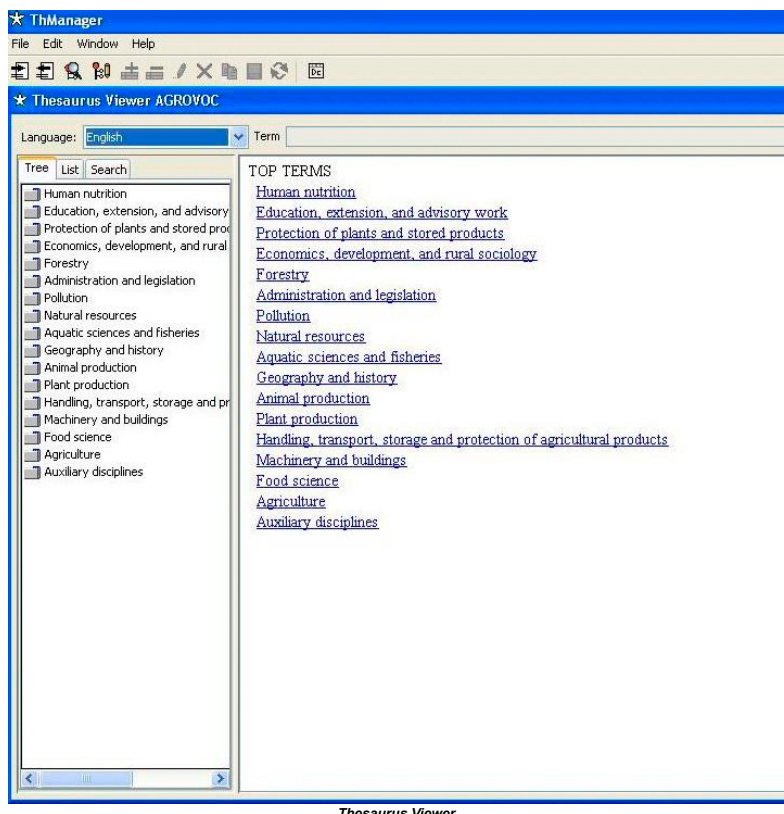 ThManager
File Edit Window Help
Dc
Thesaurus Viewer AGROVOC
Language: English Term
Tree List Search
Human nutrition
Education, extension, and advisory
Protection of plants and stored prod
Economics, development, and rural
Forestry
Administration and legislation
Pollution
Natural resources
Aquatic sciences and fisheries
Geography and history
Animal production
Plant production
Handling, transport, storage and pr
Machinery and buildings
Food science
Agriculture
Auxiliary disciplines
TOP TERMS
Human nutrition
Education, extension, and advisory work
Protection of plants and stored products
Economics, development, and rural sociology
Forestry
Administration and legislation
Pollution
Natural resources
Aquatic sciences and fisheries
Geography and history
Animal production
Plant production
Handling, transport, storage and protection of agricultural products
Machinery and buildings
Food science
Agriculture
Auxiliary disciplines
Thesaurus Viewer